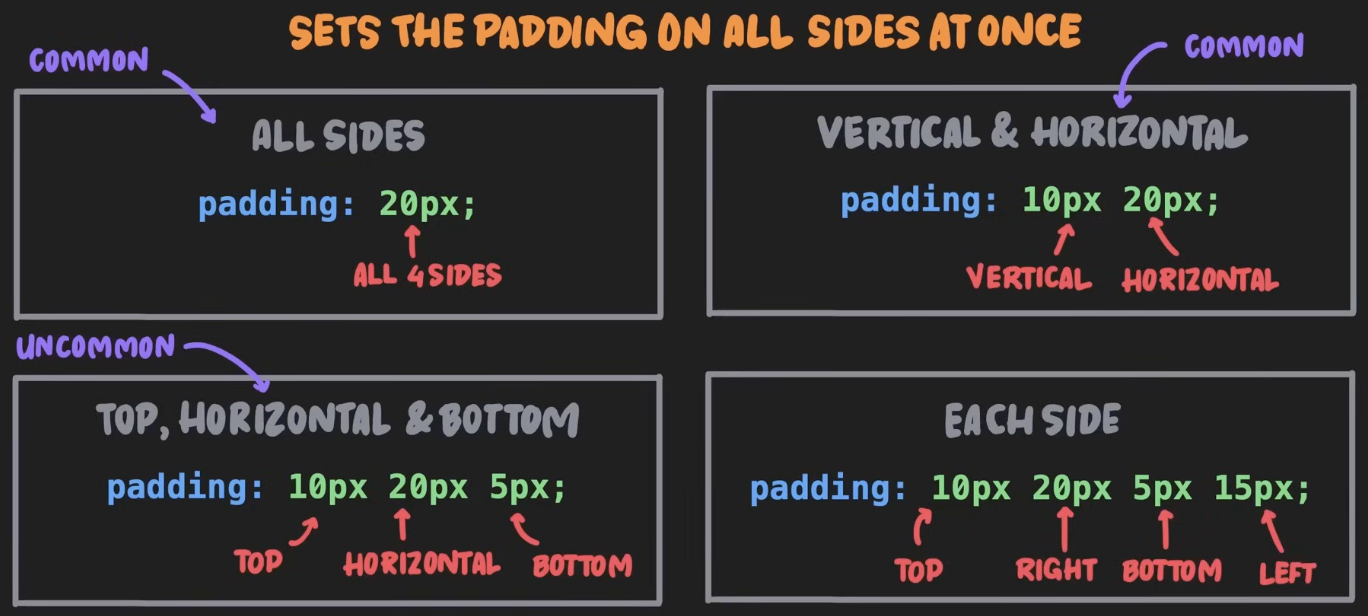 SETS THE PADDING ON ALL SIDES AT ONCE
COMMON
ALL SIDES
padding: 20px;
ALL 4 SIDES
COMMON
VERTICAL & HORIZONTAL
padding: 10px 20px;
VERTICAL HORIZONTAL
UNCOMMON
TOP, HORIZONTAL & BOTTOM
padding: 10px 20px 5px;
TOP HORIZONTAL BOTTOM
EACH SIDE
padding: 10px 20px 5px 15px;
TOP RIGHT BOTTOM LEFT